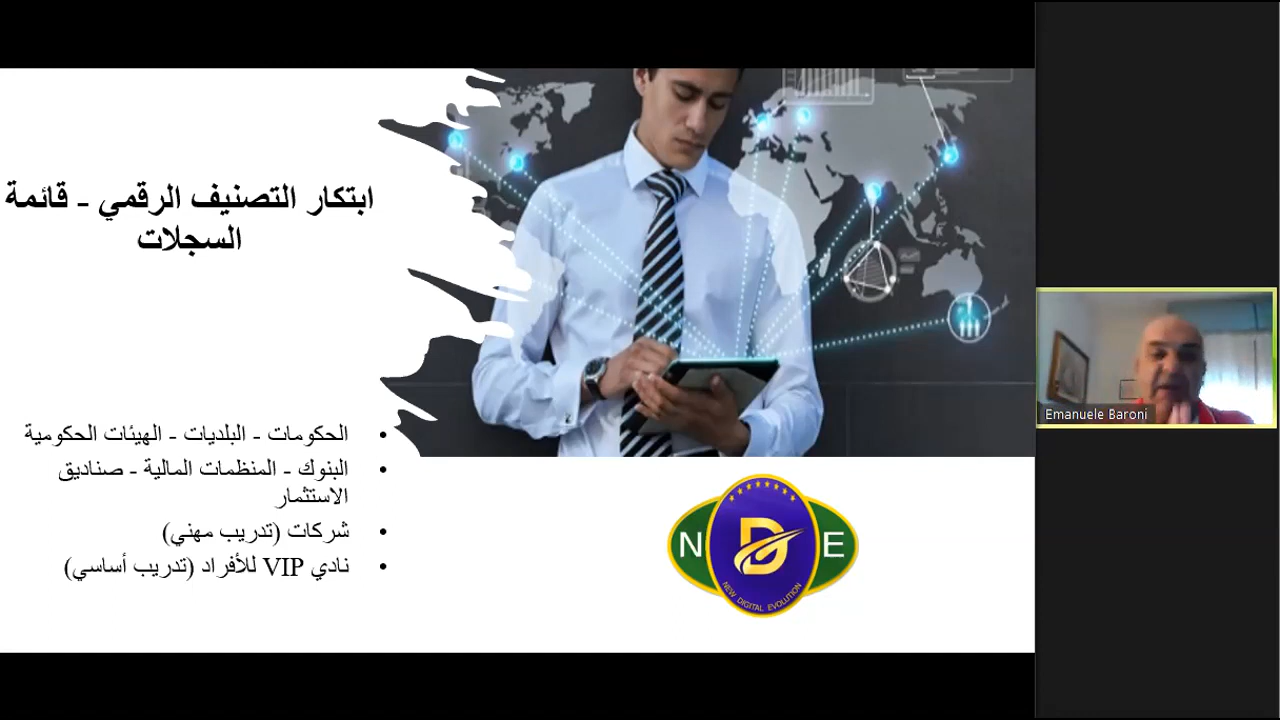 ابتكار التصنيف الرقمي - قائمة
السجلات
• الحكومات - البلديات - الهيئات الحكومية
• البنوك - المنظمات المالية - صناديق
الاستثمار
• شركات (تدريب مهني)
• نادي VIP للأفراد (تدريب أساسي)
N D E
NEW DIGITAL EVOLUTION
Emanuele Baroni